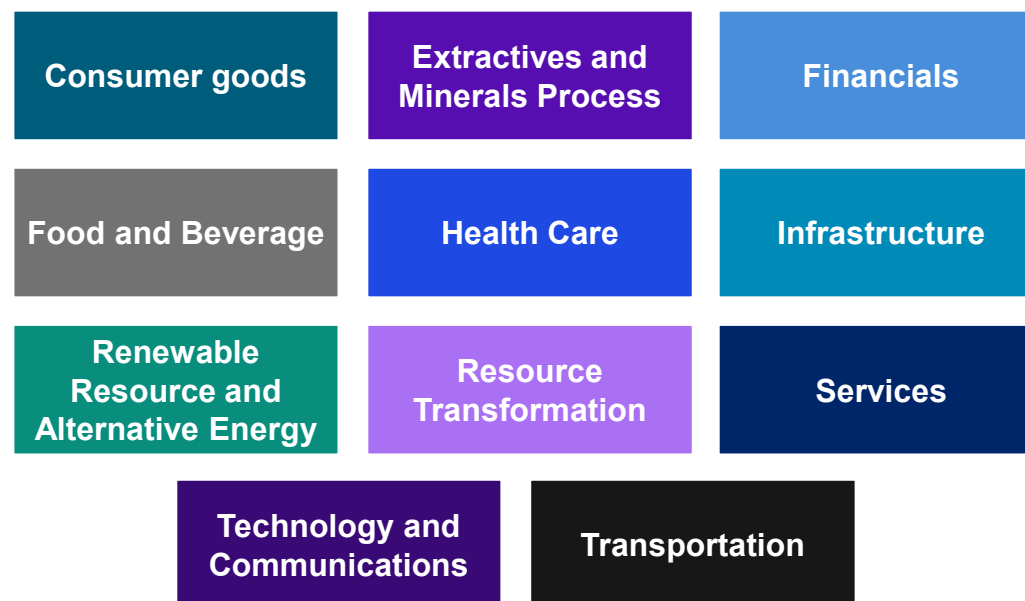 Consumer goods
Extractives and
Minerals Process
Financials
Food and Beverage
Health Care
Infrastructure
Renewable
Resource and
Alternative Energy
Resource
Transformation
Services
Technology and
Communications
Transportation